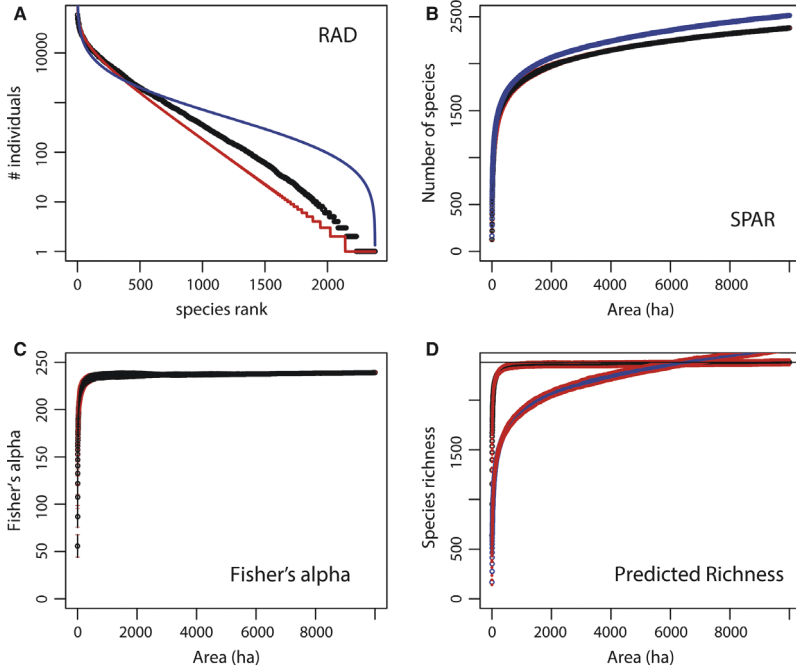 A
RAD
# individuals
10000
100
10
1
0
500
1000
1500
2000
species rank
B
Number of species
2500
1500
500
0
SPAR
0
2000
4000
6000
8000
Area (ha)
C
Fisher's alpha
250
200
150
100
50
0
Fisher's alpha
0
2000
4000
6000
8000
Area (ha)
D
Species richness
1500
500
0
Predicted Richness
0
2000
4000
6000
8000
Area (ha)